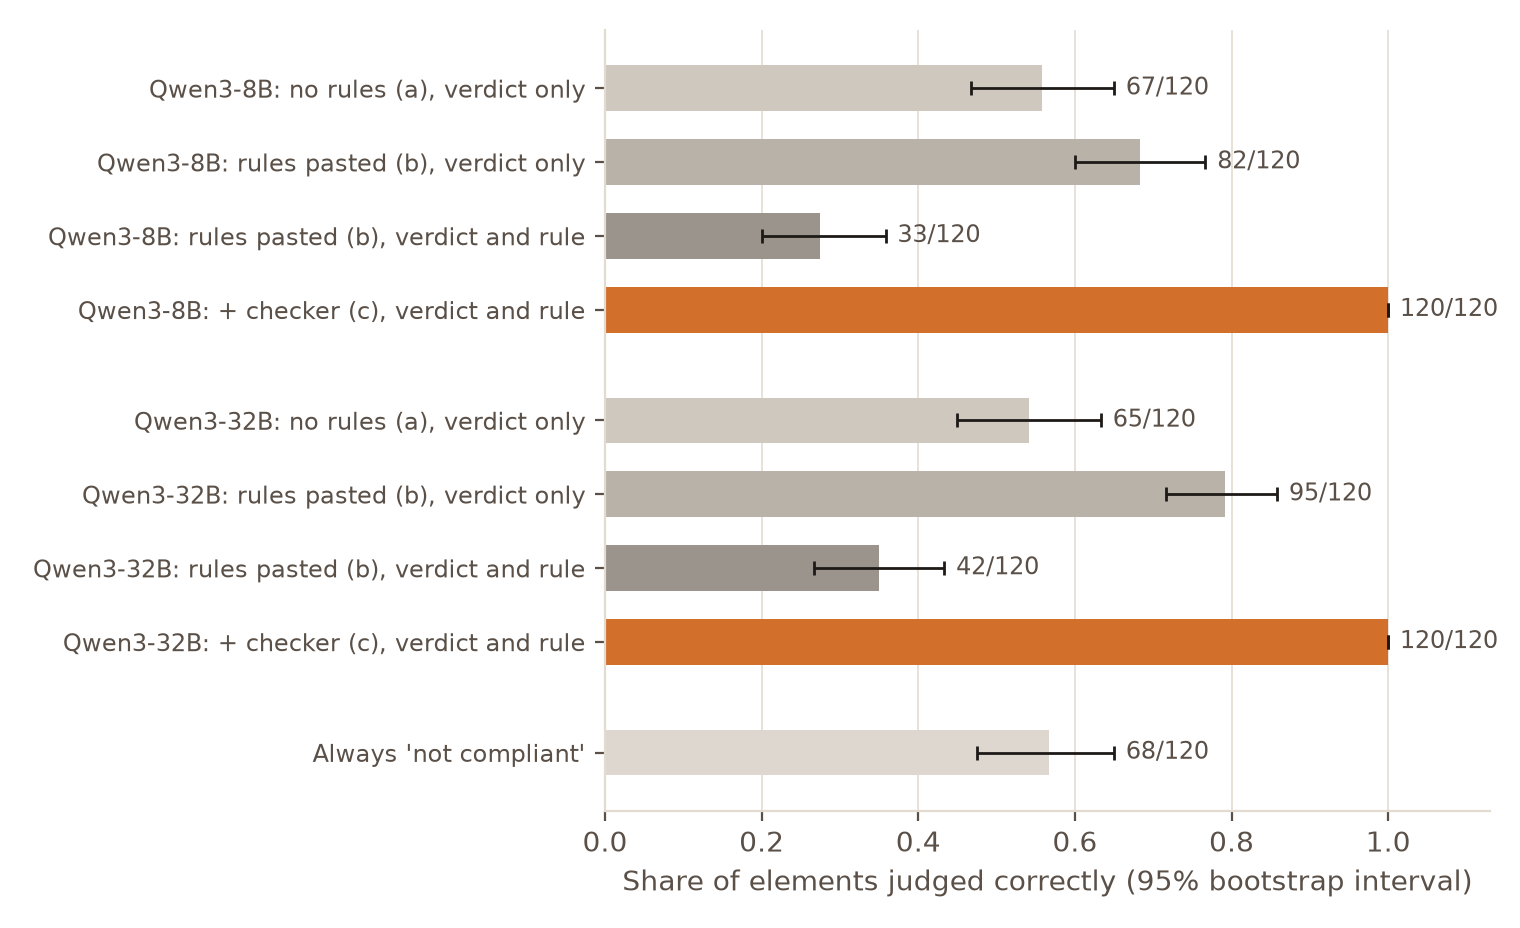 Qwen3-8B: no rules (a), verdict only 67/120
Qwen3-8B: rules pasted (b), verdict only 82/120
Qwen3-8B: rules pasted (b), verdict and rule 33/120
Qwen3-8B: + checker (c), verdict and rule 120/120
Qwen3-32B: no rules (a), verdict only 65/120
Qwen3-32B: rules pasted (b), verdict only 95/120
Qwen3-32B: rules pasted (b), verdict and rule 42/120
Qwen3-32B: + checker (c), verdict and rule 120/120
Always 'not compliant' 68/120
0.0 0.2 0.4 0.6 0.8 1.0
Share of elements judged correctly (95% bootstrap interval)